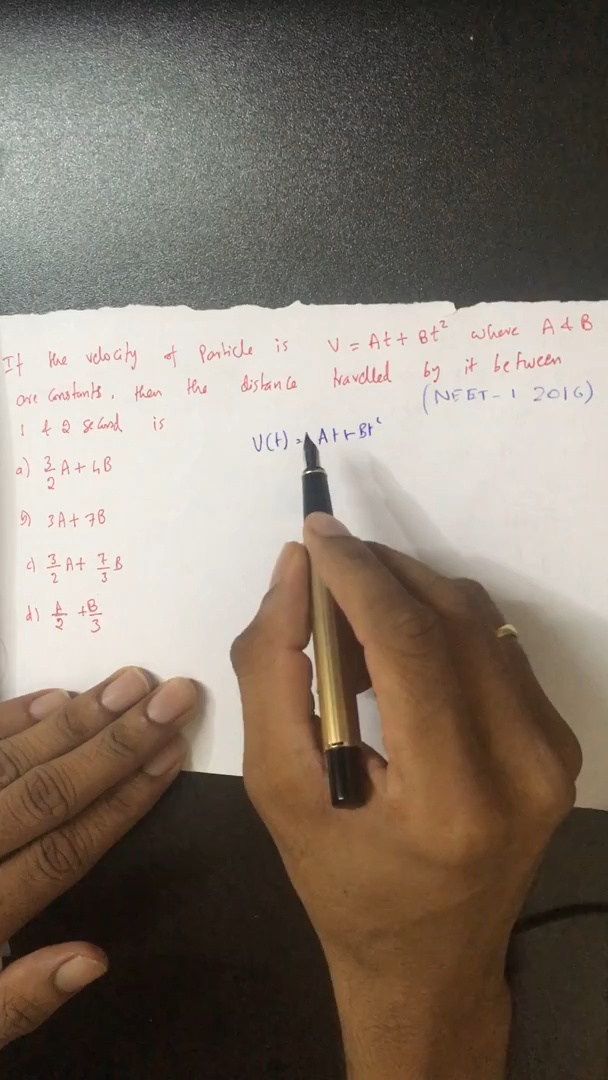 If the velocity of Particle is V = At + Bt² where A & B
are constants, then the distance travelled by it between
1 & 2 second is (NEET-1 2016)
V(t) = At + Bt²
a) 3/2 A + 4B
b) 3A + 7B
c) 3/2 A + 7/3 B
d) A/2 + B/3